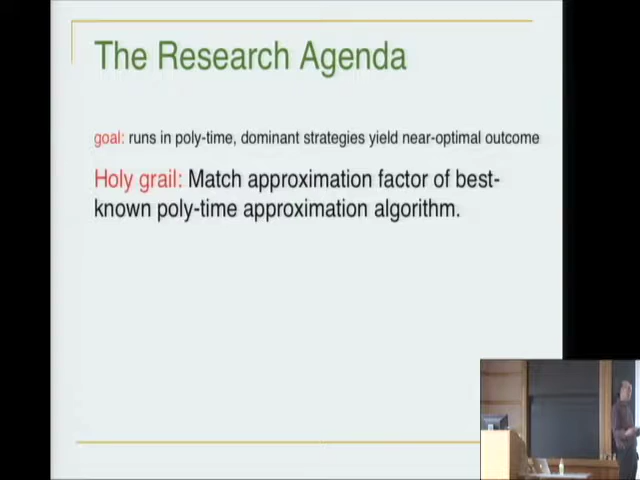 The Research Agenda
goal: runs in poly-time, dominant strategies yield near-optimal outcome
Holy grail: Match approximation factor of best-
known poly-time approximation algorithm.